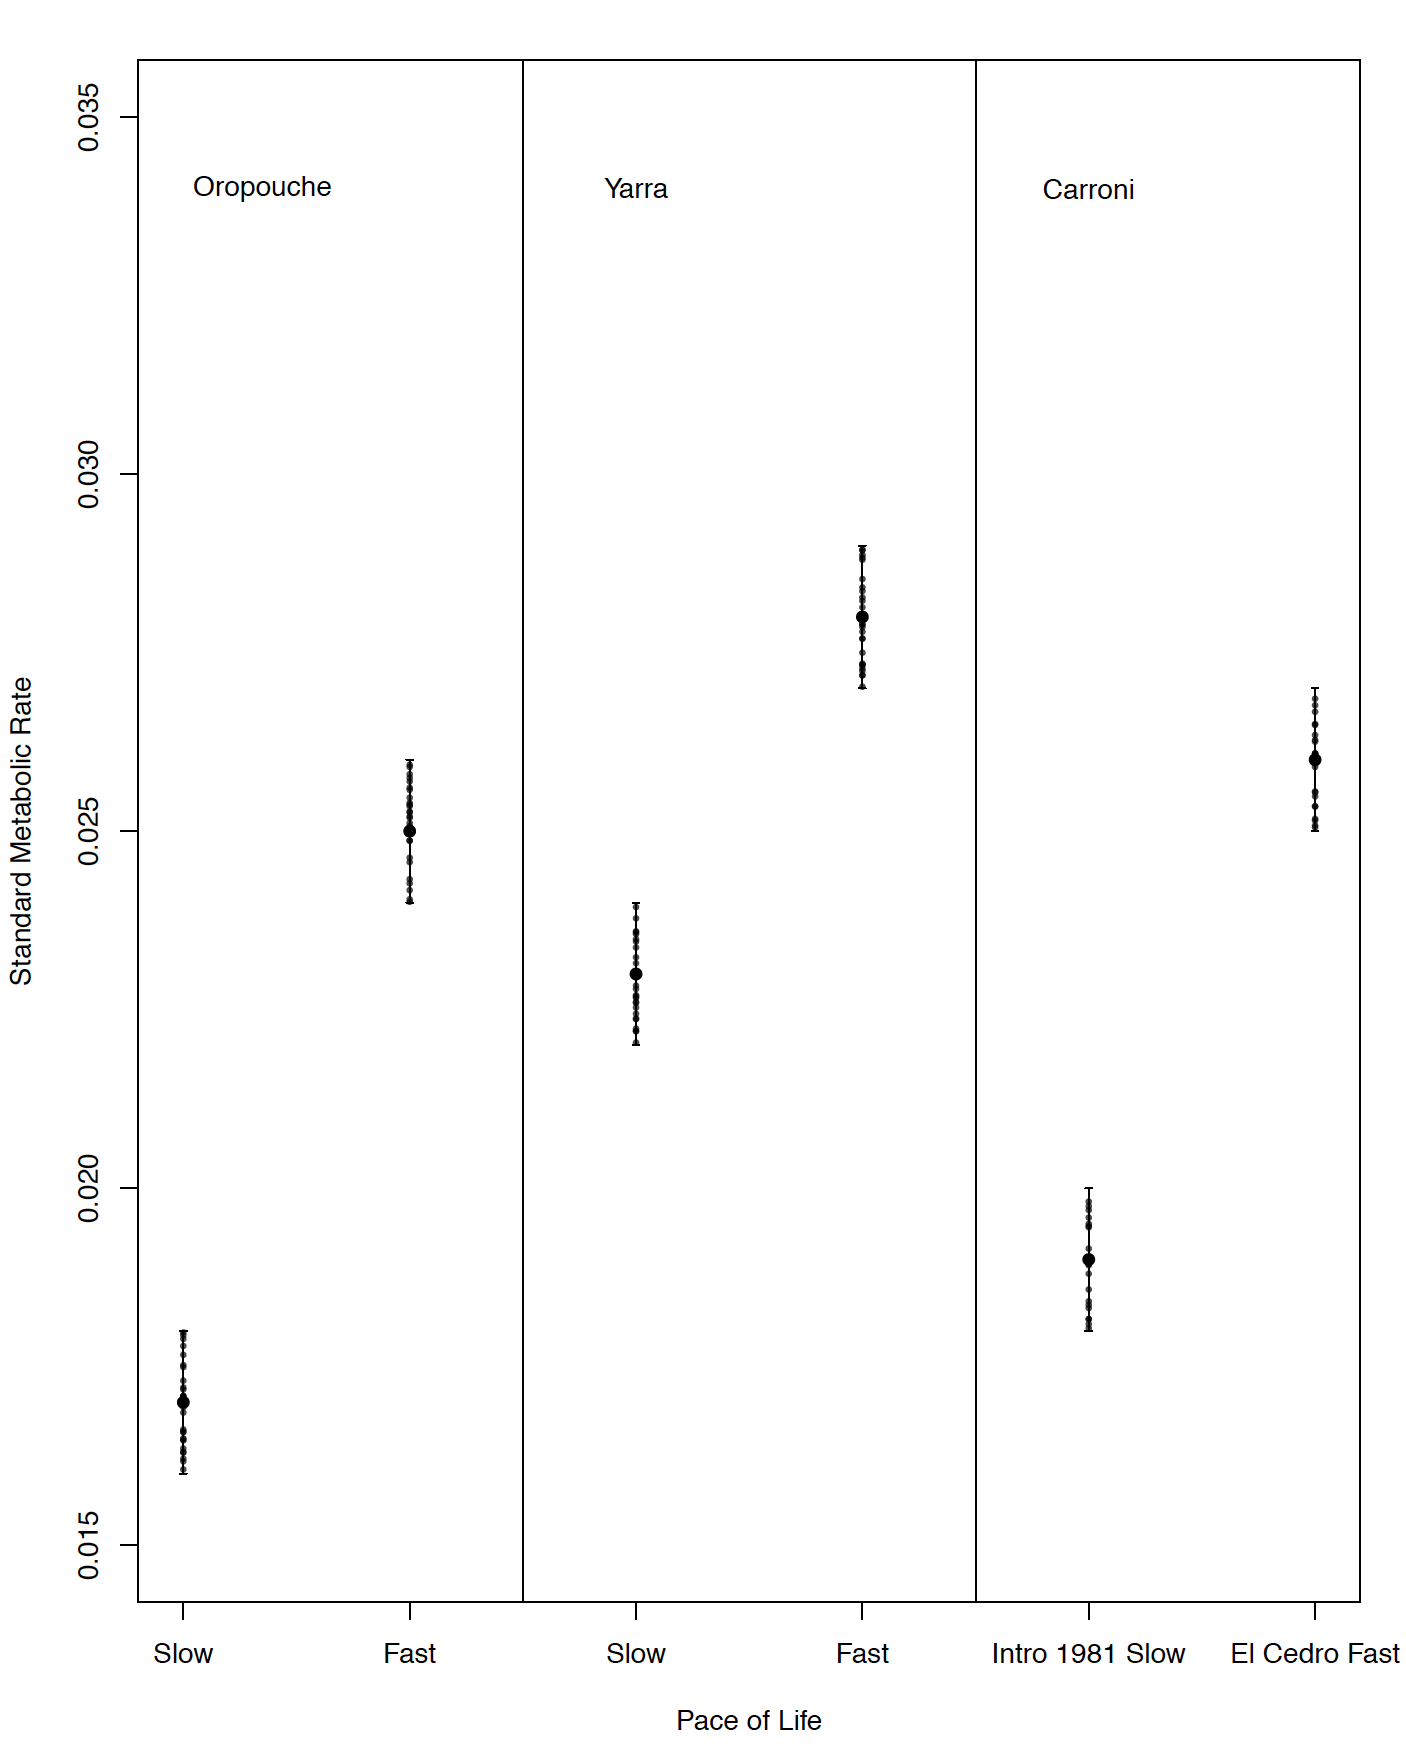 Oropouche
Yarra
Carroni
0.035
0.030
0.025
0.020
0.015
Standard Metabolic Rate
Slow
Fast
Slow
Fast
Intro 1981 Slow
El Cedro Fast
Pace of Life